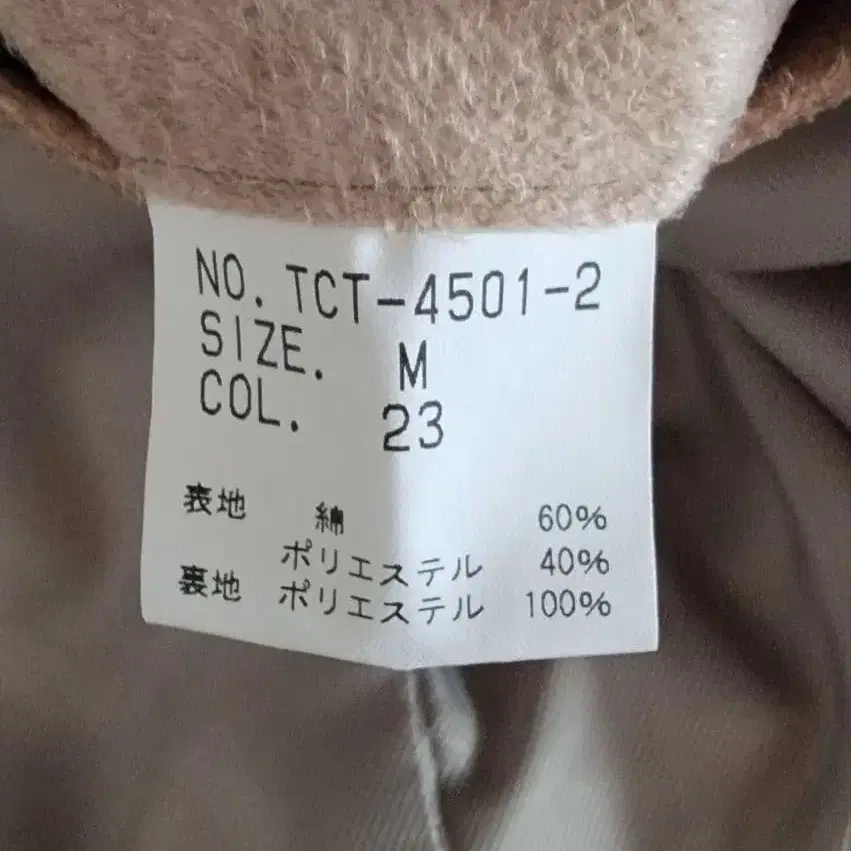 NO. TCT-4501-2
SIZE. M
COL. 23
表地 綿 60%
ポリエステル 40%
裏地 ポリエステル 100%